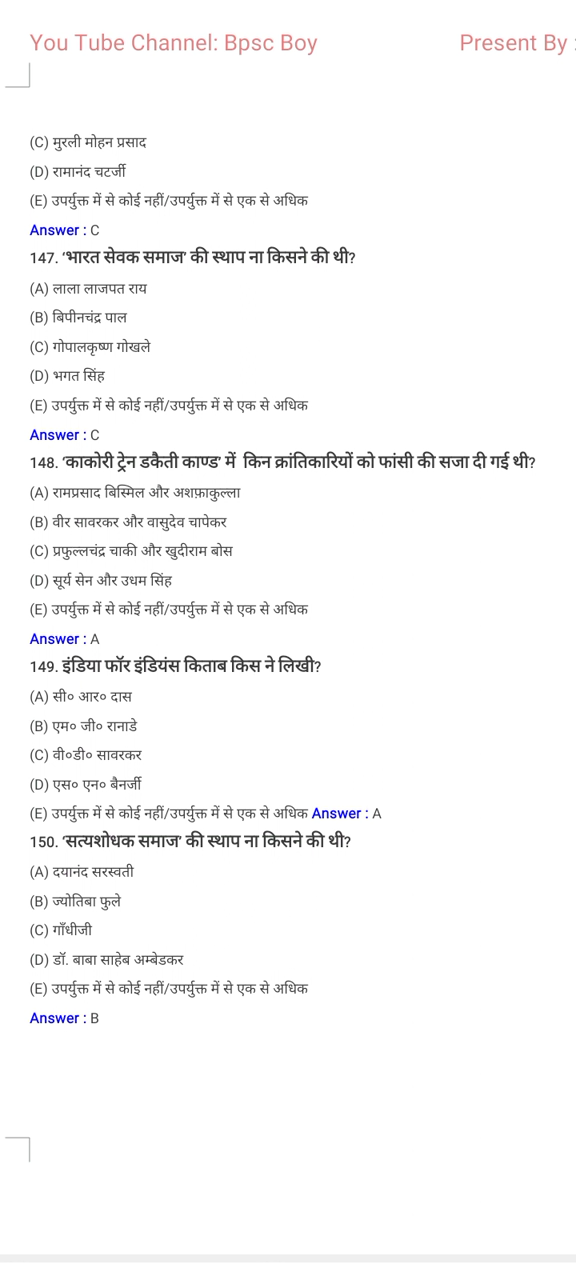 You Tube Channel: Bpsc Boy Present By :
(C) मुरली मोहन प्रसाद
(D) रामानंद चटर्जी
(E) उपर्युक्त में से कोई नहीं/उपर्युक्त में से एक से अधिक
Answer : C
147. ‘भारत सेवक समाज’ की स्थाप ना किसने की थी?
(A) लाला लाजपत राय
(B) बिपीनचंद्र पाल
(C) गोपालकृष्ण गोखले
(D) भगत सिंह
(E) उपर्युक्त में से कोई नहीं/उपर्युक्त में से एक से अधिक
Answer : C
148. ‘काकोरी ट्रेन डकैती काण्ड’ में किन क्रांतिकारियों को फांसी की सजा दी गई थी?
(A) रामप्रसाद बिस्मिल और अशफ़ाकुल्ला
(B) वीर सावरकर और वासुदेव चापेकर
(C) प्रफुल्लचंद्र चाकी और खुदीराम बोस
(D) सूर्य सेन और उधम सिंह
(E) उपर्युक्त में से कोई नहीं/उपर्युक्त में से एक से अधिक
Answer : A
149. इंडिया फॉर इंडियंस किताब किस ने लिखी?
(A) सी० आर० दास
(B) एम० जी० रानाडे
(C) वी०डी० सावरकर
(D) एस० एन० बैनर्जी
(E) उपर्युक्त में से कोई नहीं/उपर्युक्त में से एक से अधिक Answer : A
150. ‘सत्यशोधक समाज’ की स्थाप ना किसने की थी?
(A) दयानंद सरस्वती
(B) ज्योतिबा फुले
(C) गाँधीजी
(D) डॉ. बाबा साहेब अम्बेडकर
(E) उपर्युक्त में से कोई नहीं/उपर्युक्त में से एक से अधिक
Answer : B